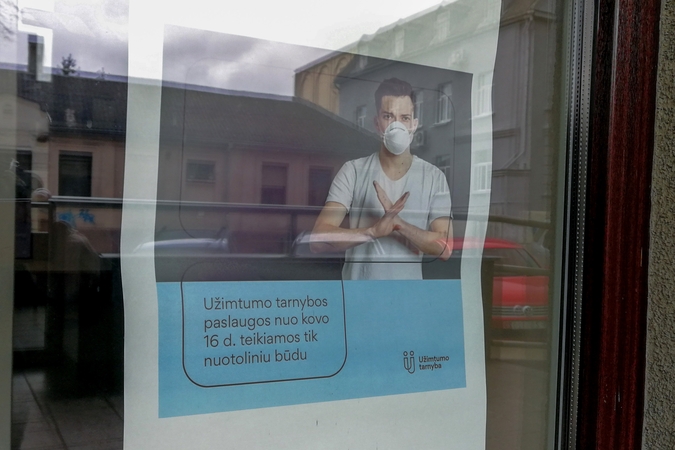 Užimtumo tarnybos
paslaugos nuo kovo
16 d. teikiamos tik
nuotoliniu būdu
Užimtumo
tarnyba